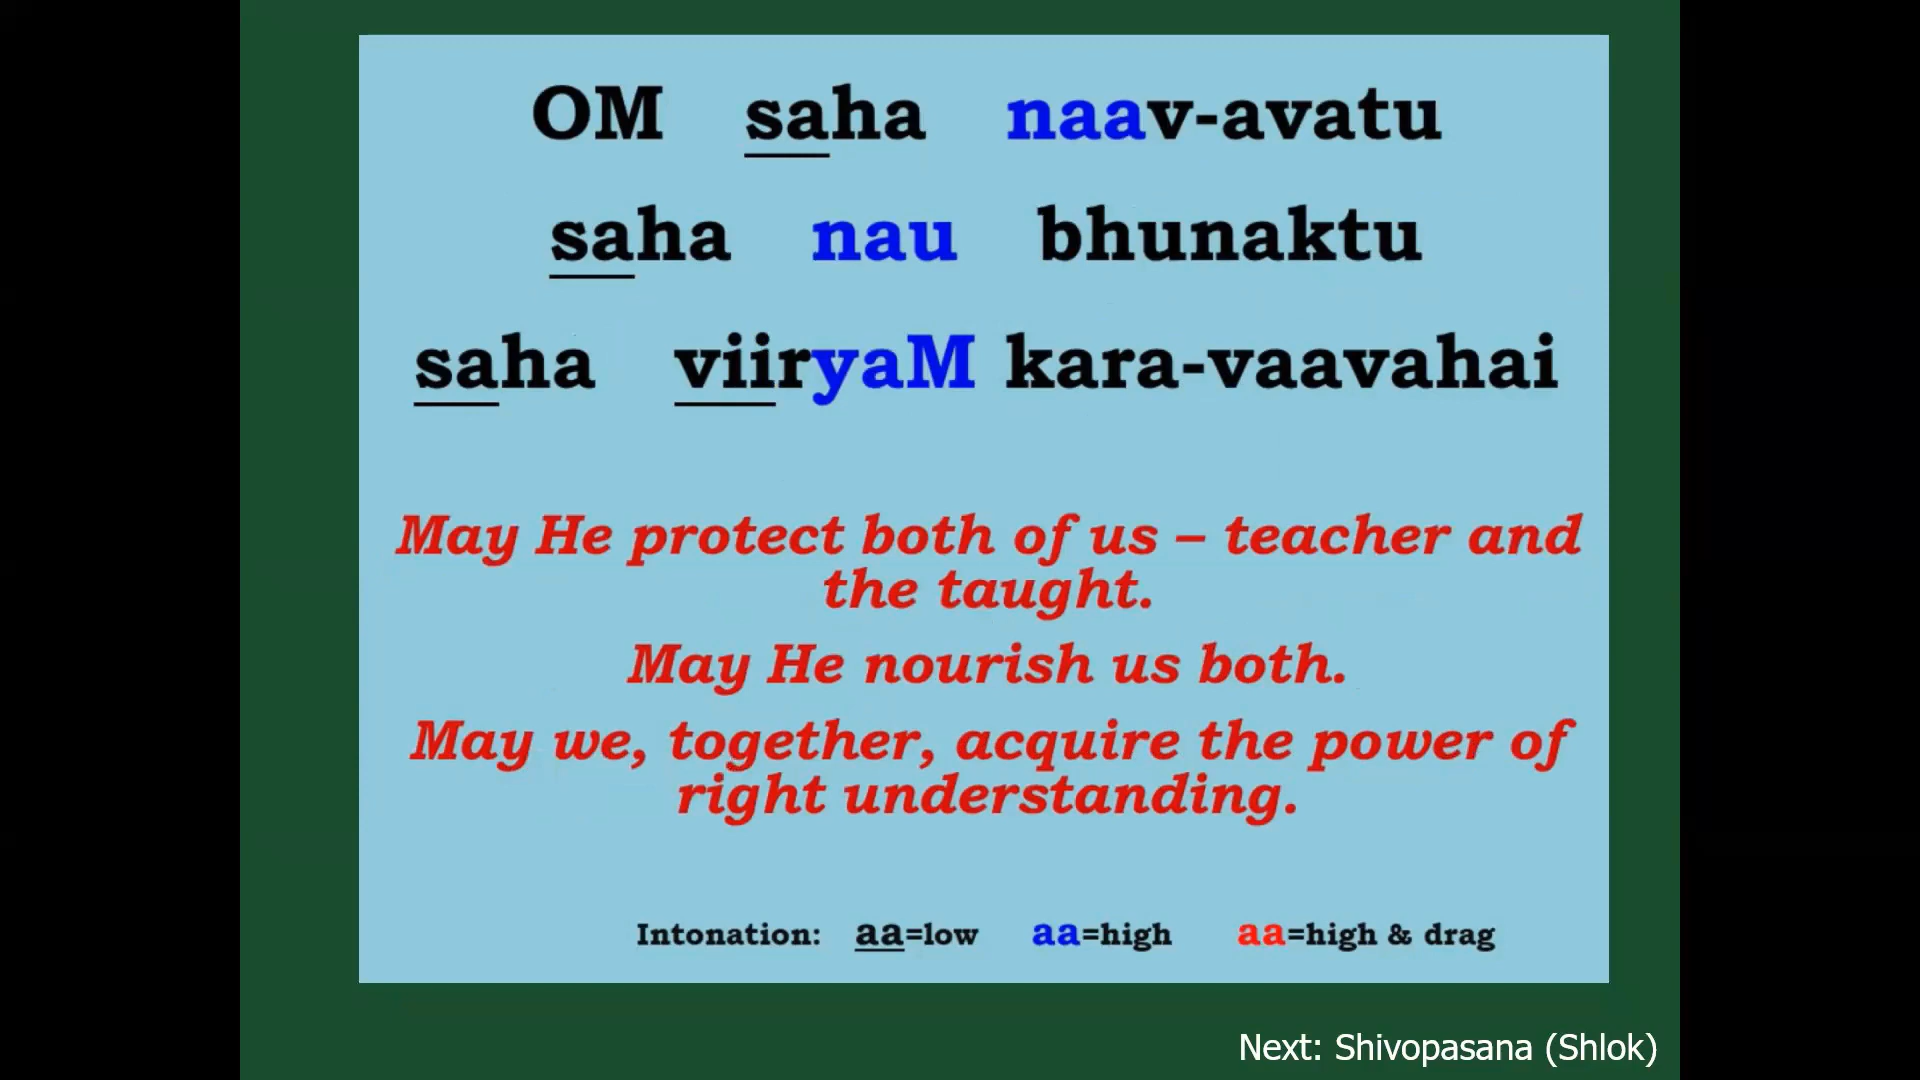 OM saha naav-avatu
saha nau bhunaktu
saha viiryaM kara-vaavahai
May He protect both of us – teacher and
the taught.
May He nourish us both.
May we, together, acquire the power of
right understanding.
Intonation: aa=low aa=high aa=high & drag
Next: Shivopasana (Shlok)